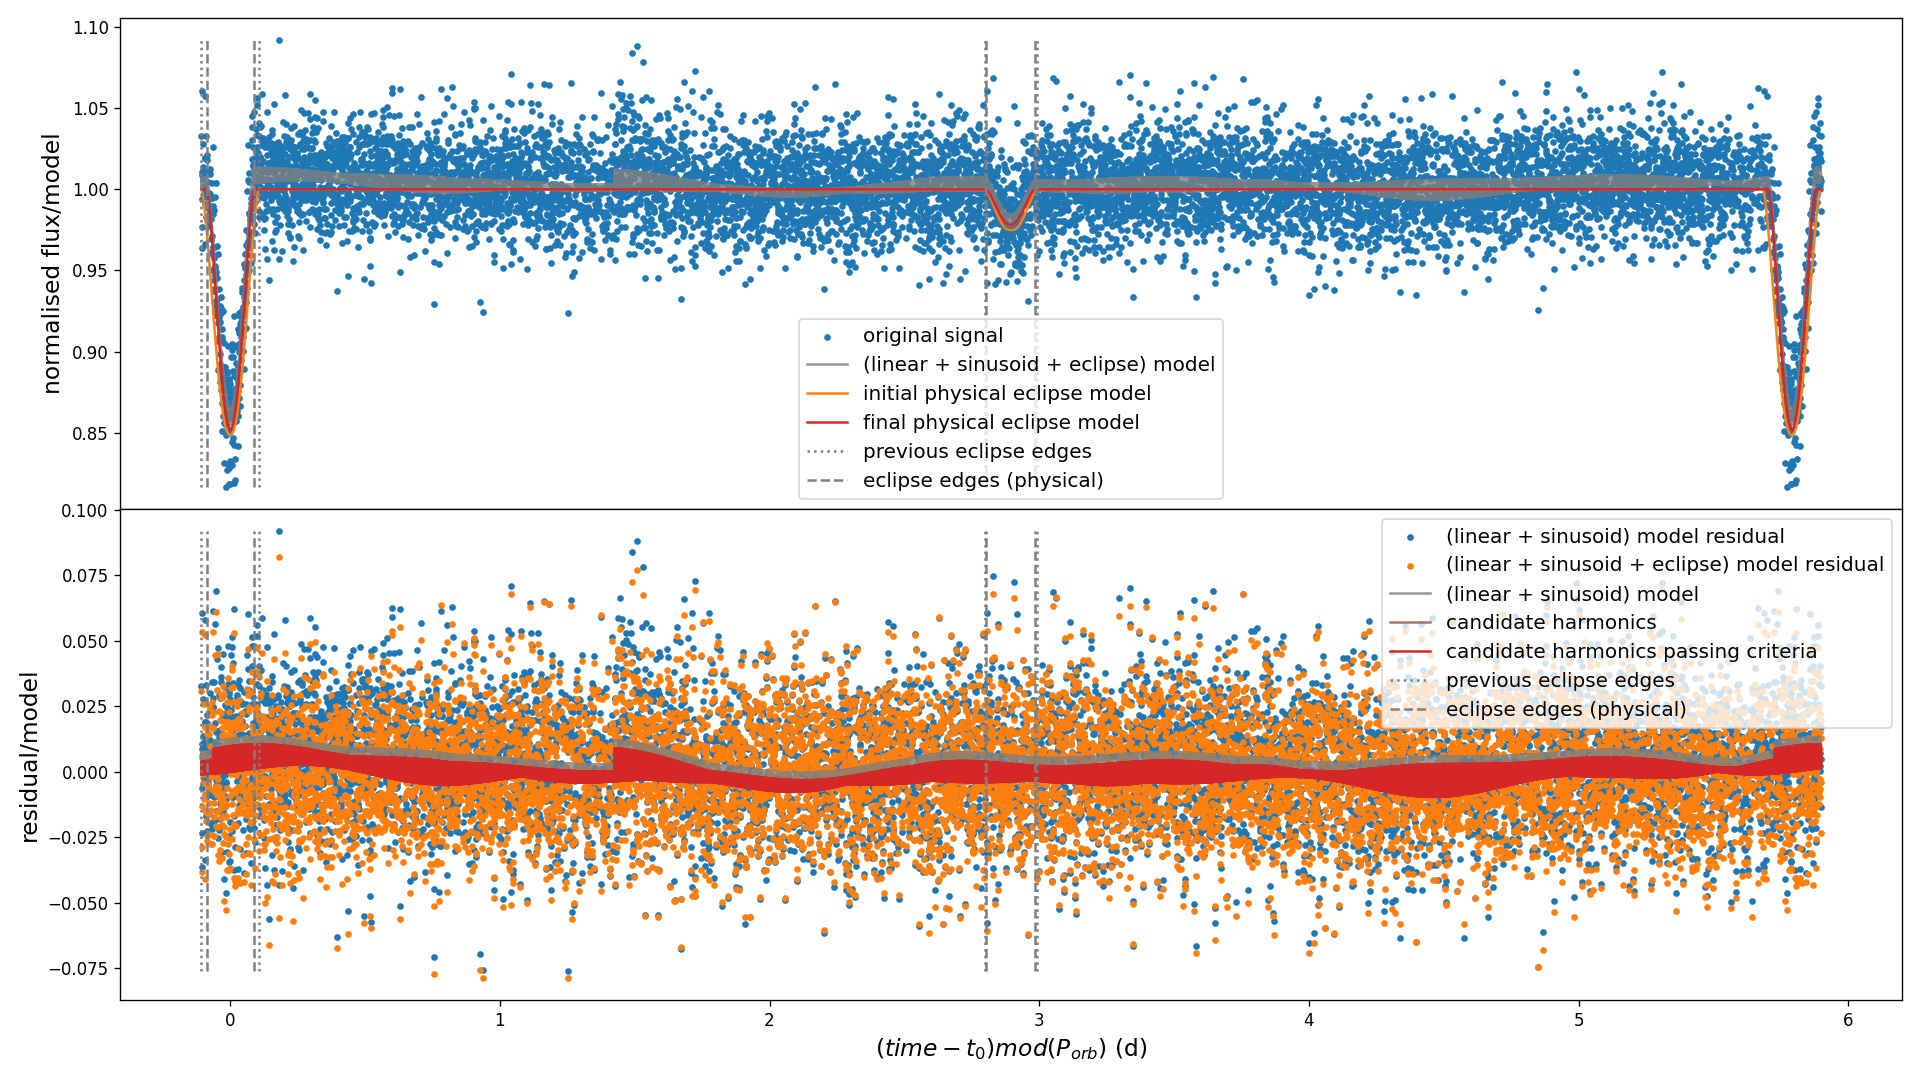 normalised flux/model
1.10
1.05
1.00
0.95
0.90
0.85
original signal
(linear + sinusoid + eclipse) model
initial physical eclipse model
final physical eclipse model
previous eclipse edges
eclipse edges (physical)
residual/model
0.100
0.075
0.050
0.025
0.000
−0.025
−0.050
−0.075
(linear + sinusoid) model residual
(linear + sinusoid + eclipse) model residual
(linear + sinusoid) model
candidate harmonics
candidate harmonics passing criteria
previous eclipse edges
eclipse edges (physical)
0 1 2 3 4 5 6
(time − t₀)mod(Pₒᵣb) (d)